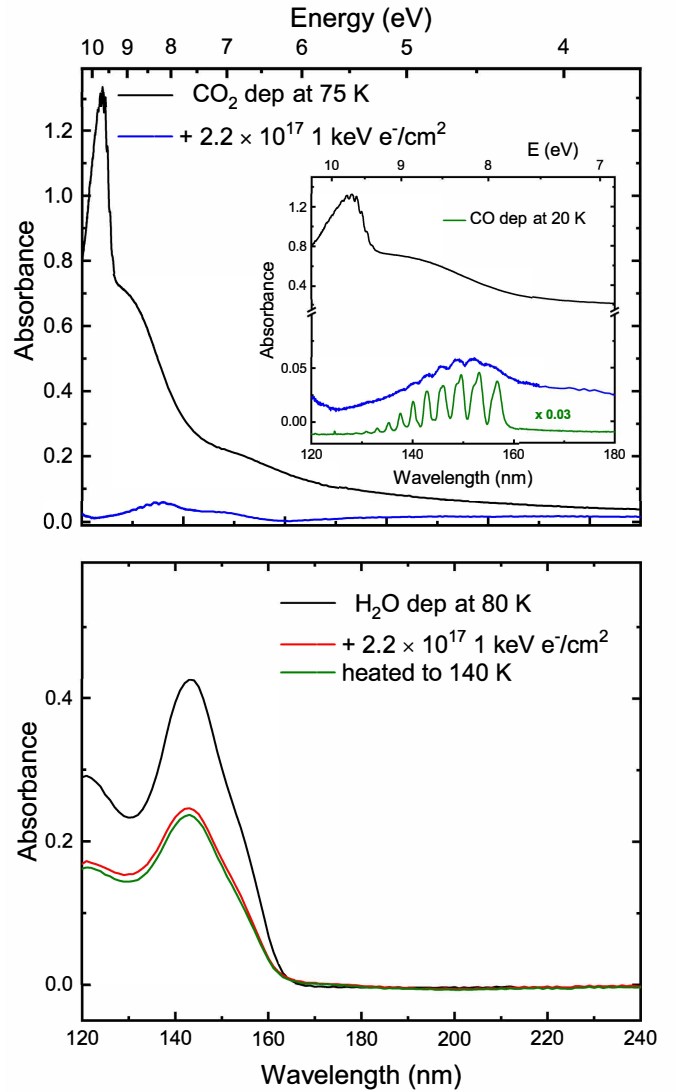 Energy (eV)
10 9 8 7 6 5 4
CO₂ dep at 75 K
+ 2.2 × 10¹⁷ 1 keV e⁻/cm²
Absorbance
1.2
1.0
0.8
0.6
0.4
0.2
0.0
E (eV)
10 9 8 7
CO dep at 20 K
Absorbance
1.2
0.8
0.4
0.05
0.00
x 0.03
120 140 160 180
Wavelength (nm)
H₂O dep at 80 K
+ 2.2 × 10¹⁷ 1 keV e⁻/cm²
heated to 140 K
Absorbance
0.4
0.2
0.0
120 140 160 180 200 220 240
Wavelength (nm)